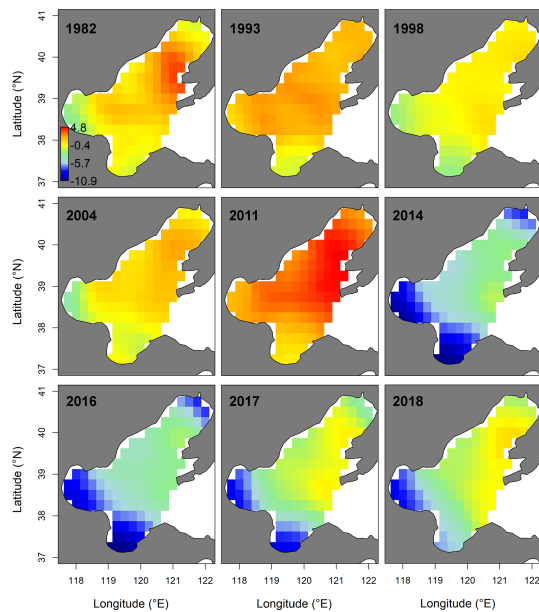 1982 1993 1998
Latitude (°N)
37 38 39 40 41
4.8
-0.4
-5.7
-10.9
2004 2011 2014
Latitude (°N)
37 38 39 40 41
2016 2017 2018
Latitude (°N)
37 38 39 40 41
118 119 120 121 122 118 119 120 121 122 118 119 120 121 122
Longitude (°E) Longitude (°E) Longitude (°E)